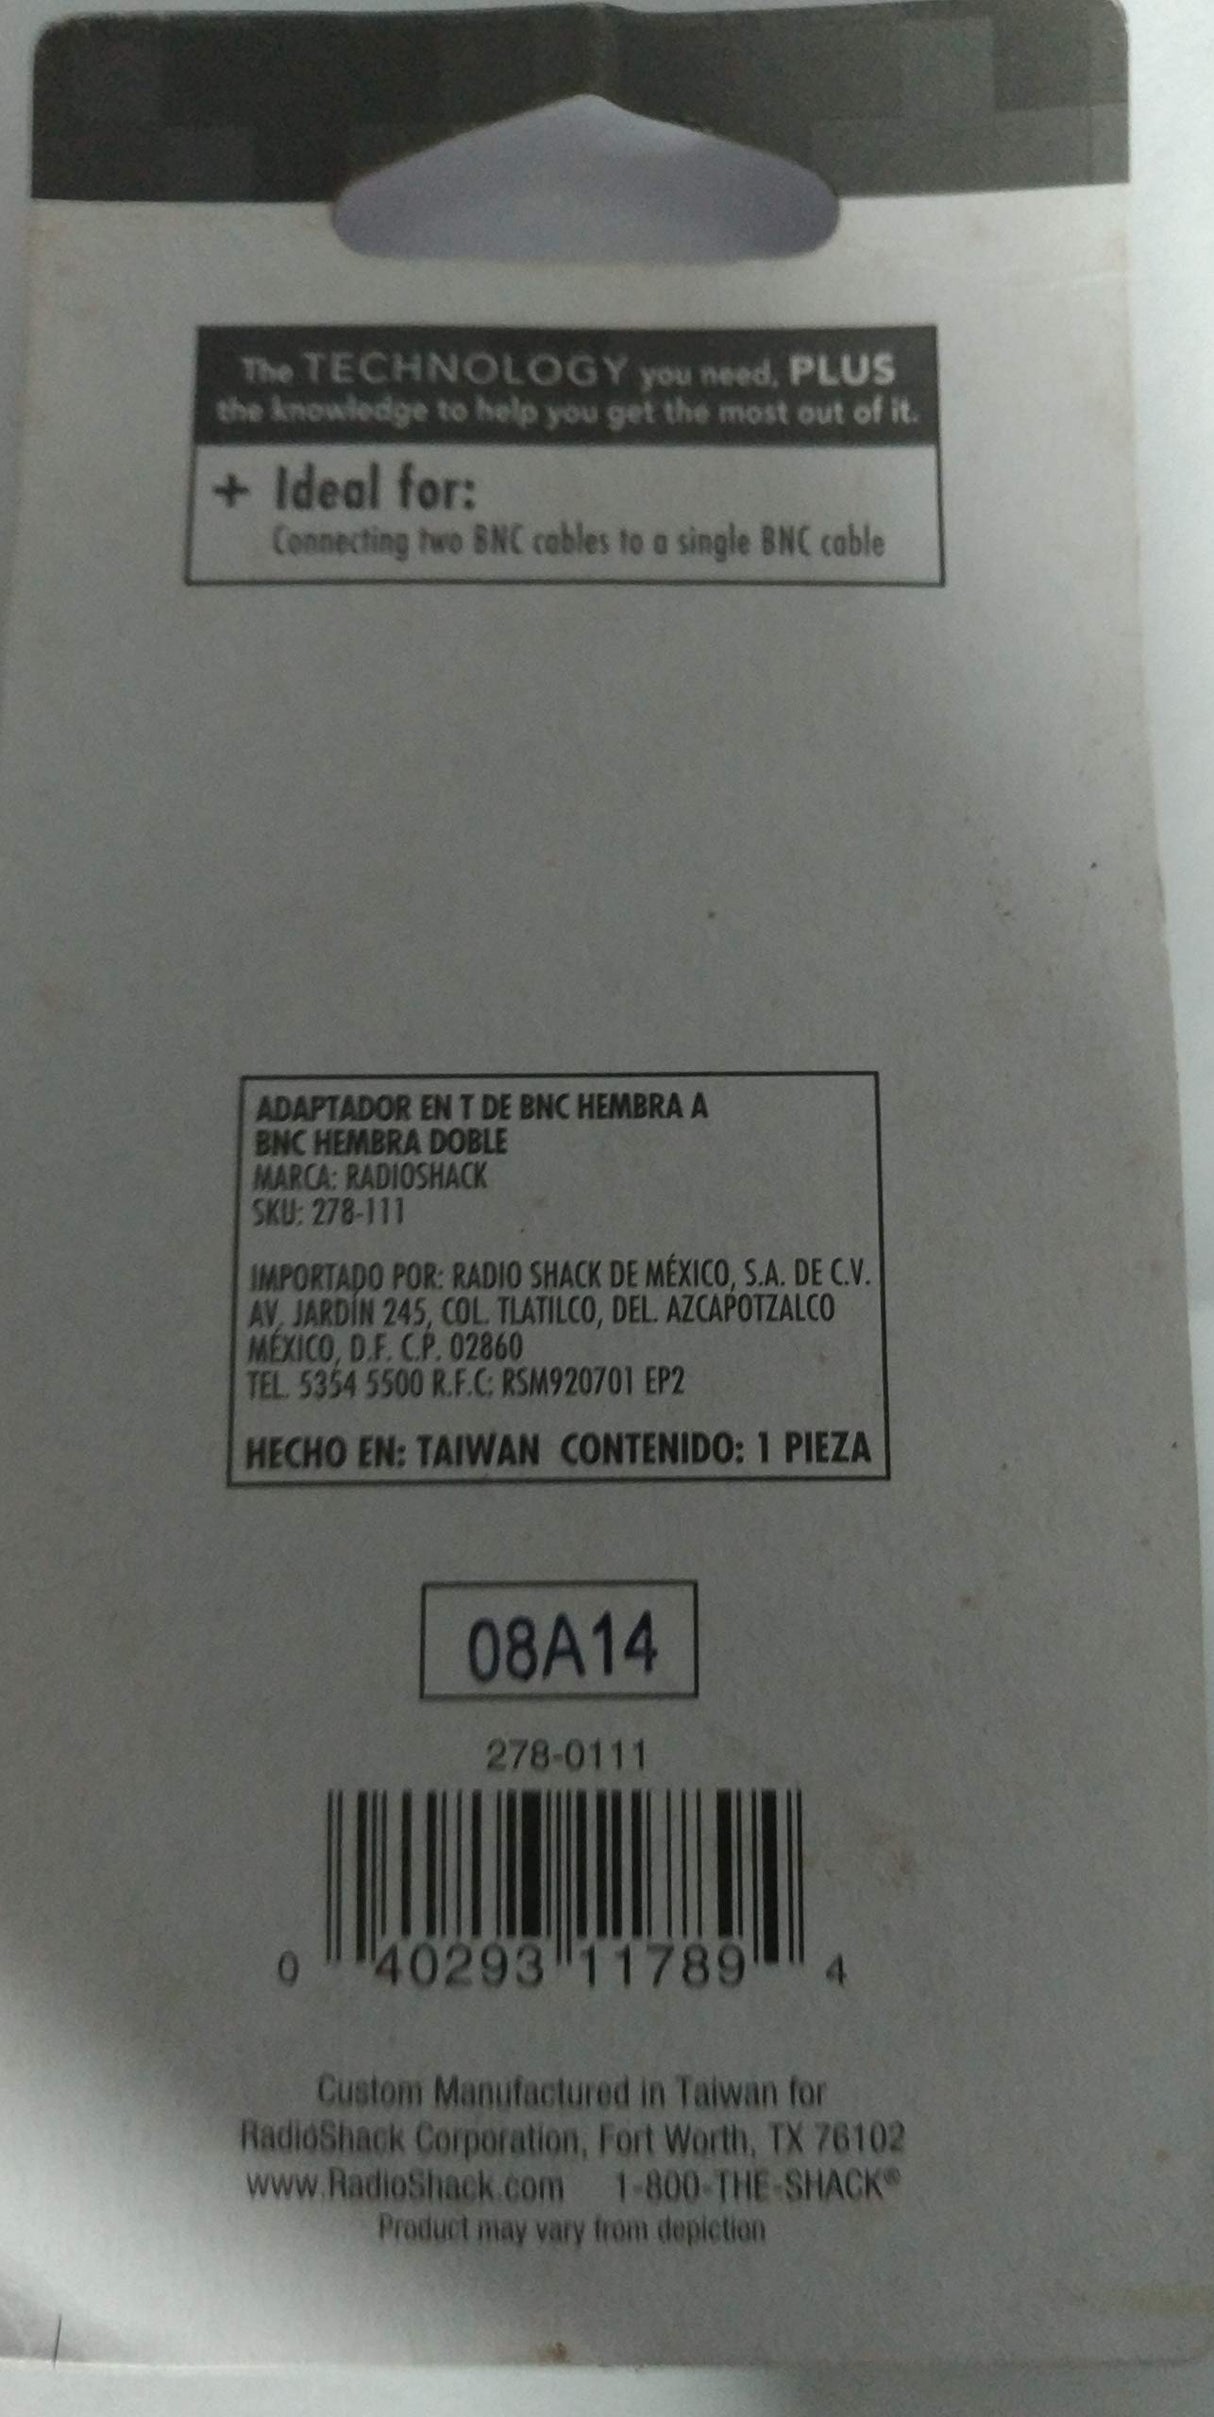 The TECHNOLOGY you need, PLUS
the knowledge to help you get the most out of it.
+ Ideal for:
Connecting two BNC cables to a single BNC cable
ADAPTADOR EN T DE BNC HEMBRA A
BNC HEMBRA DOBLE
MARCA: RADIOSHACK
SKU: 278-111
IMPORTADO POR: RADIO SHACK DE MÉXICO, S.A. DE C.V.
AV. JARDÍN 245, COL. TLATILCO, DEL. AZCAPOTZALCO
MÉXICO, D.F. C.P. 02860
TEL. 5354 5500 R.F.C: RSM920701 EP2
HECHO EN: TAIWAN CONTENIDO: 1 PIEZA
08A14
278-0111
0 40293 11789 4
Custom Manufactured in Taiwan for
RadioShack Corporation, Fort Worth, TX 76102
www.RadioShack.com 1-800-THE-SHACK®
Product may vary from depiction